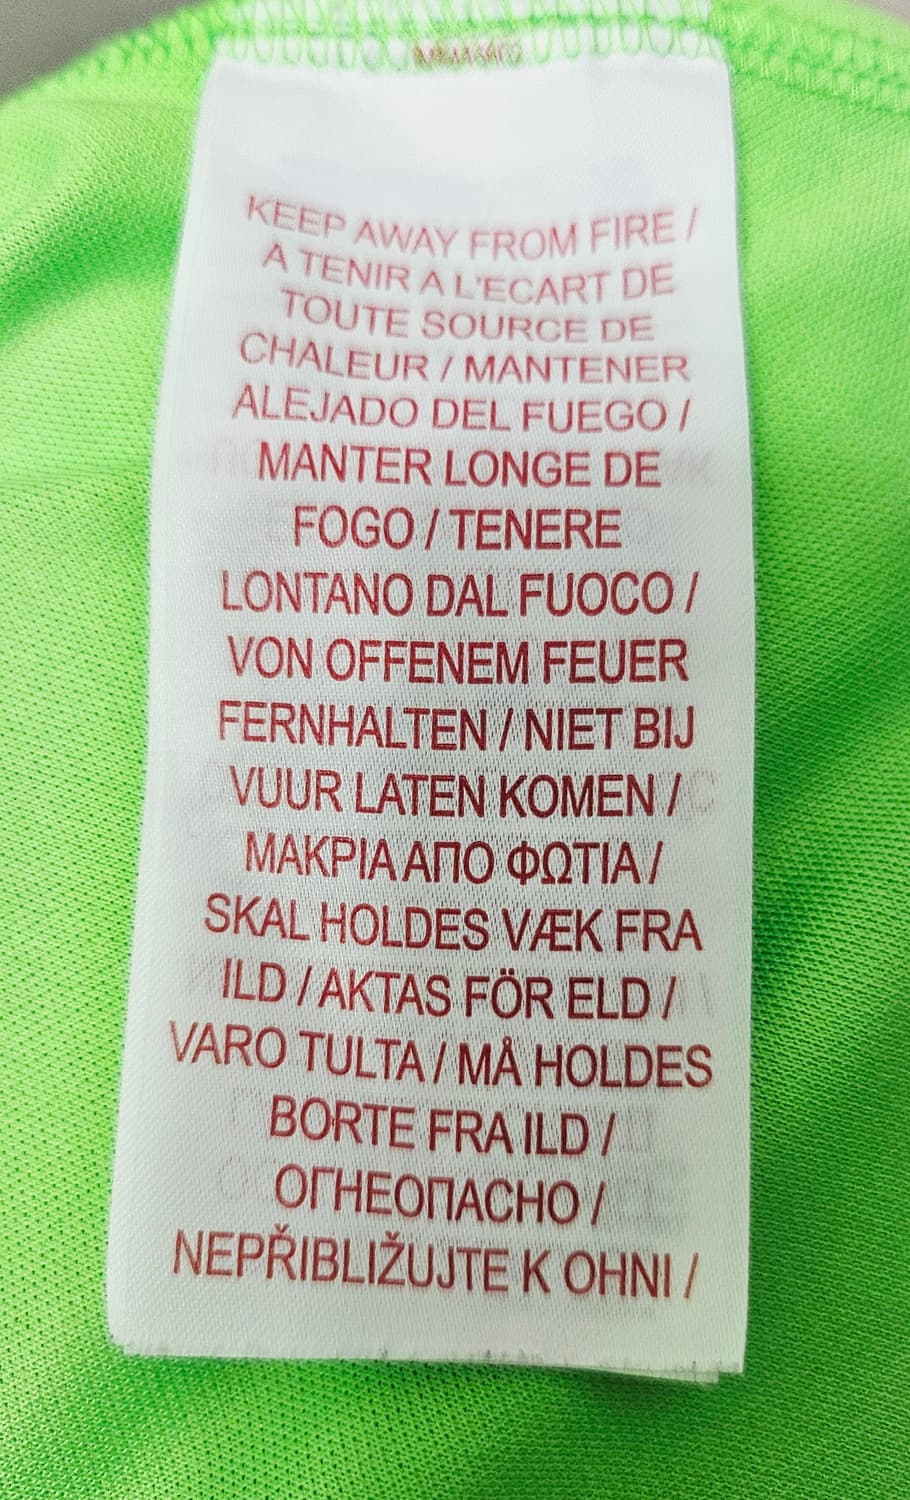 KEEP AWAY FROM FIRE /
A TENIR A L'ECART DE
TOUTE SOURCE DE
CHALEUR / MANTENER
ALEJADO DEL FUEGO /
MANTER LONGE DE
FOGO / TENERE
LONTANO DAL FUOCO /
VON OFFENEM FEUER
FERNHALTEN / NIET BIJ
VUUR LATEN KOMEN /
ΜΑΚΡΙΑ ΑΠΟ ΦΩΤΙΑ /
SKAL HOLDES VÆK FRA
ILD / AKTAS FÖR ELD /
VARO TULTA / MÅ HOLDES
BORTE FRA ILD /
ОГНЕОПАСНО /
NEPŘIBLIŽUJTE K OHNI /